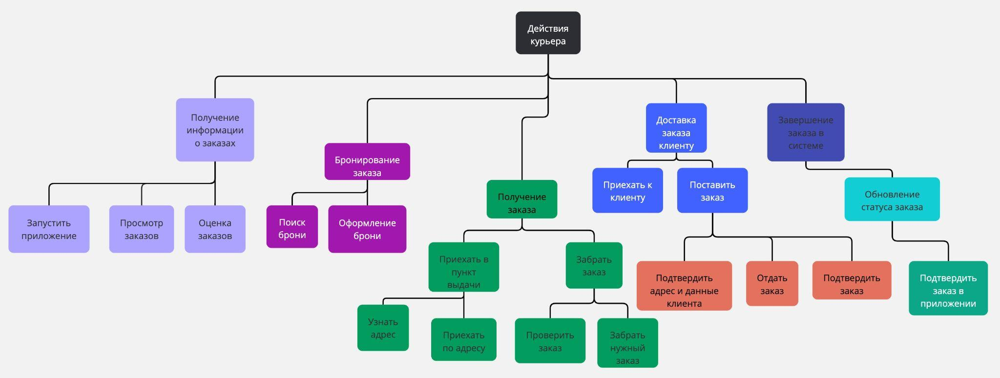 Действия
курьера
Получение
информации
о заказах
Доставка
заказа
клиенту
Завершение
заказа в
системе
Бронирование
заказа
Получение
заказа
Приехать к
клиенту
Поставить
заказ
Обновление
статуса заказа
Запустить
приложение
Просмотр
заказов
Оценка
заказов
Поиск
брони
Оформление
брони
Приехать в
пункт
выдачи
Забрать
заказ
Подтвердить
адрес и данные
клиента
Отдать
заказ
Подтвердить
заказ
Подтвердить
заказ в
приложении
Узнать
адрес
Приехать
по адресу
Проверить
заказ
Забрать
нужный
заказ